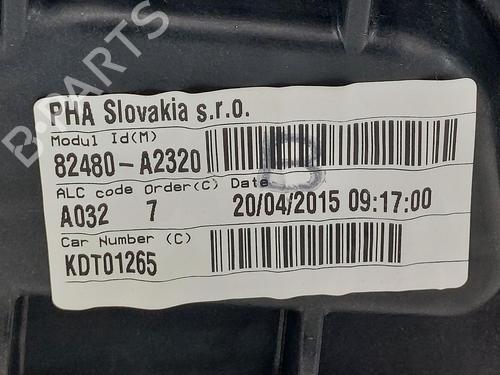 B-PARTS
PHA Slovakia s.r.o.
Modul Id(M)
82480-A2320
ALC code Order(C) Date
A032 7 20/04/2015 09:17:00
Car Number (C)
KDT01265